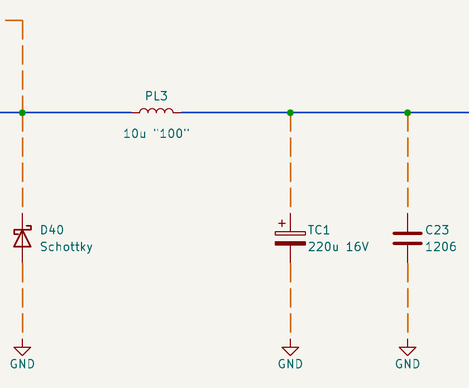 PL3
10u "100"
D40
Schottky
+
TC1
220u 16V
C23
1206
GND
GND
GND